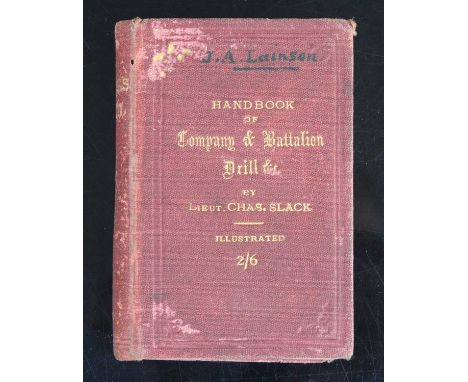 J. A. Lainson
HANDBOOK
OF
Company & Battalion
Drill &c.
BY
LIEUT. CHAS. SLACK
ILLUSTRATED
2/6